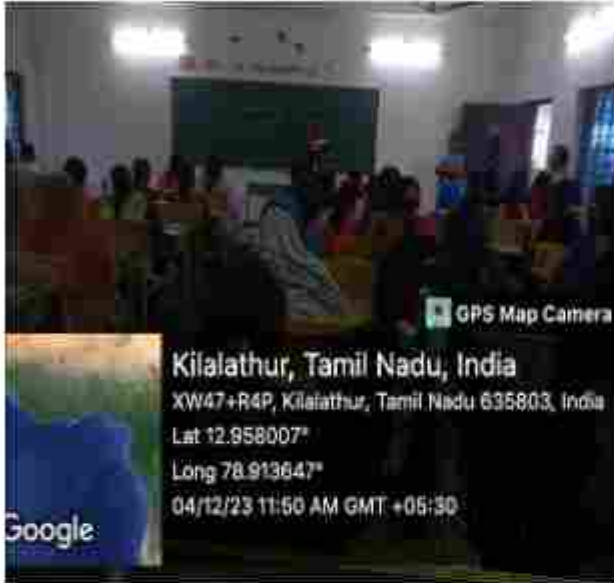 GPS Map Camera
Kilalathur, Tamil Nadu, India
XW47+R4P, Kilalathur, Tamil Nadu 635803, India
Lat 12.958007°
Long 78.913647°
04/12/23 11:50 AM GMT +05:30
Google